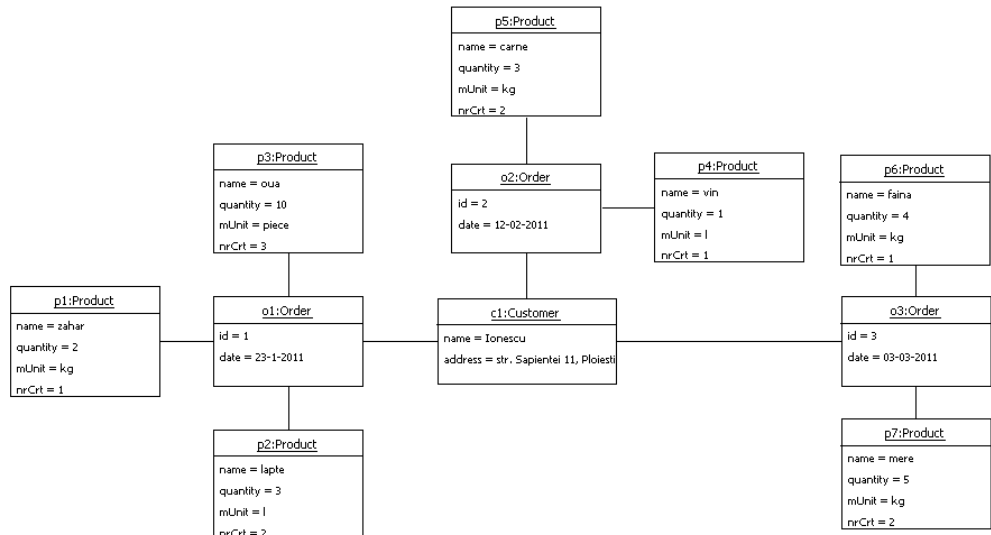 p5:Product
name = carne
quantity = 3
mUnit = kg
nrCrt = 2
p3:Product
name = oua
quantity = 10
mUnit = piece
nrCrt = 3
o2:Order
id = 2
date = 12-02-2011
p4:Product
name = vin
quantity = 1
mUnit = l
nrCrt = 1
p6:Product
name = faina
quantity = 4
mUnit = kg
nrCrt = 1
p1:Product
name = zahar
quantity = 2
mUnit = kg
nrCrt = 1
o1:Order
id = 1
date = 23-1-2011
c1:Customer
name = Ionescu
address = str. Sapientei 11, Ploiesti
o3:Order
id = 3
date = 03-03-2011
p2:Product
name = lapte
quantity = 3
mUnit = l
nrCrt = 2
p7:Product
name = mere
quantity = 5
mUnit = kg
nrCrt = 2